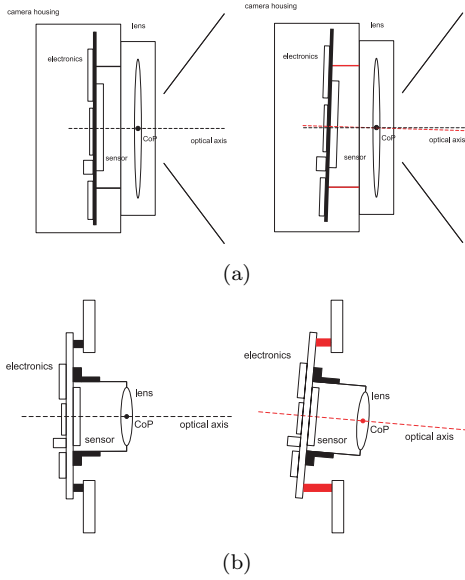 camera housing
lens
electronics
CoP
optical axis
sensor
camera housing
lens
electronics
CoP
optical axis
sensor
(a)
electronics
lens
CoP
sensor
optical axis
electronics
lens
CoP
sensor
optical axis
(b)